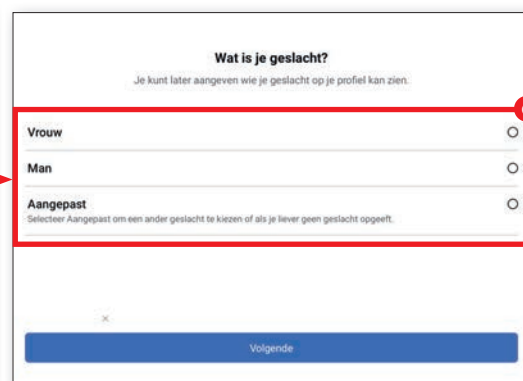 Wat is je geslacht?
Je kunt later aangeven wie je geslacht op je profiel kan zien.
Vrouw
Man
Aangepast
Selecteer Aangepast om een ander geslacht te kiezen of als je liever geen geslacht opgeeft.
Volgende